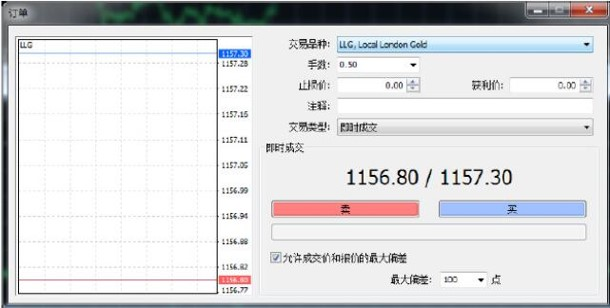 订单
LLG
1157.30
1157.28
1157.22
1157.15
1157.11
1157.05
1156.99
1156.94
1156.88
1156.82
1156.80
1156.77
交易品种: LLG, Local London Gold
手数: 0.50
止损价: 0.00 获利价: 0.00
注释:
交易类型: 即时成交
即时成交
1156.80 / 1157.30
卖 买
允许成交价和报价的最大偏差
最大偏差: 100 点